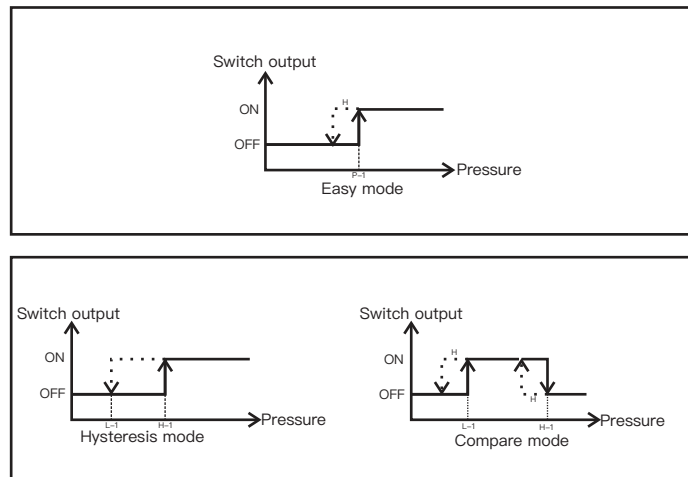 Switch output
ON
H
OFF
P-1
Pressure
Easy mode
Switch output
ON
OFF
L-1
H-1
Pressure
Hysteresis mode
Switch output
H
ON
OFF
H
L-1
H-1
Pressure
Compare mode